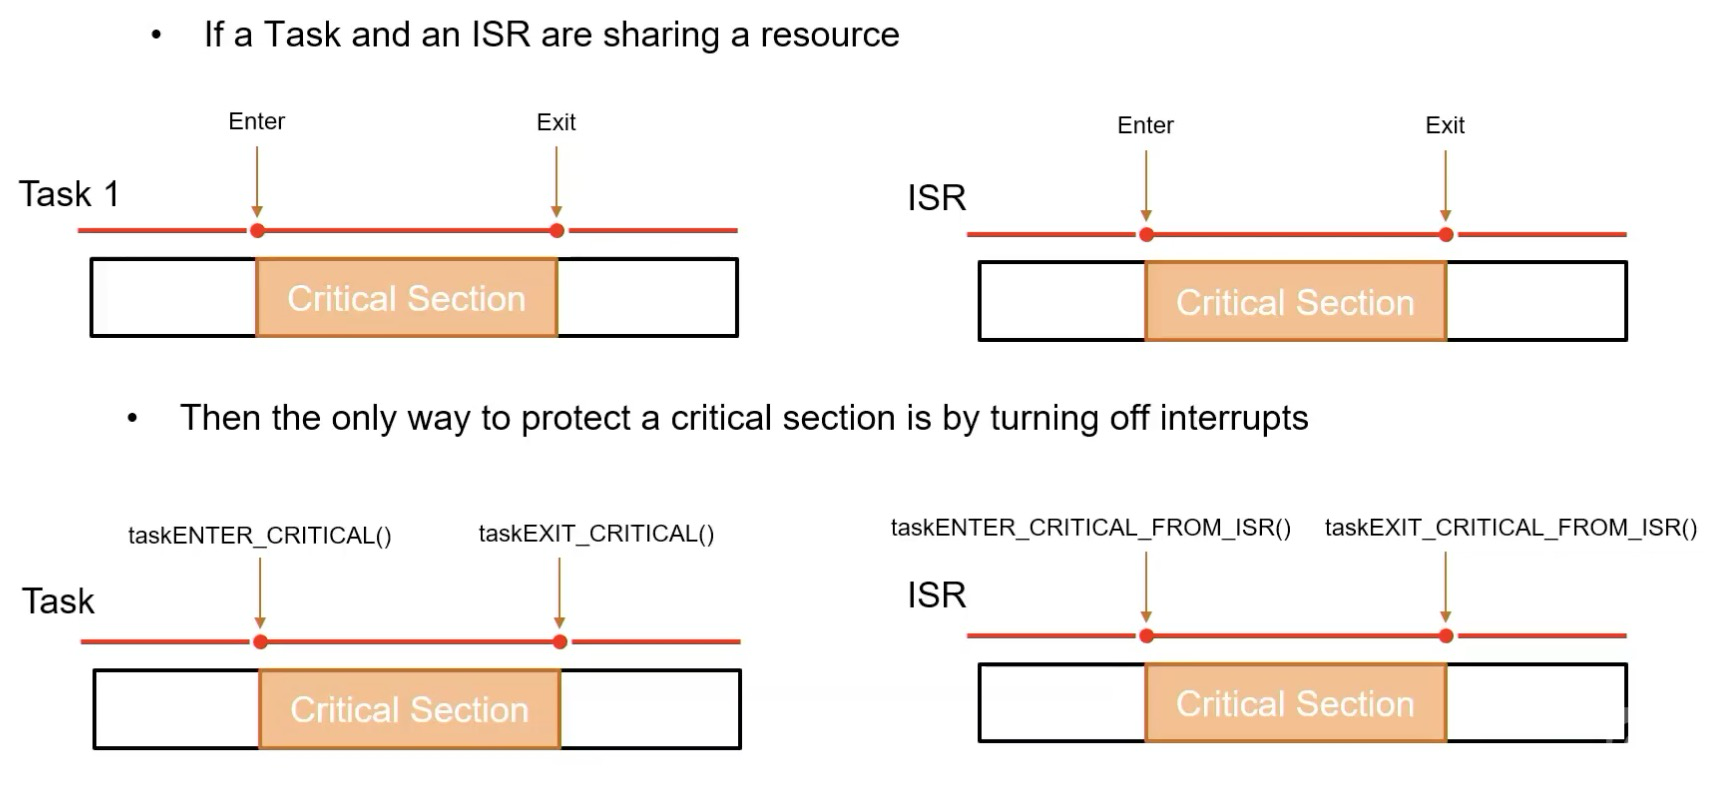 • If a Task and an ISR are sharing a resource
Enter Exit
Task 1
Critical Section
Enter Exit
ISR
Critical Section
• Then the only way to protect a critical section is by turning off interrupts
taskENTER_CRITICAL() taskEXIT_CRITICAL()
Task
Critical Section
taskENTER_CRITICAL_FROM_ISR() taskEXIT_CRITICAL_FROM_ISR()
ISR
Critical Section